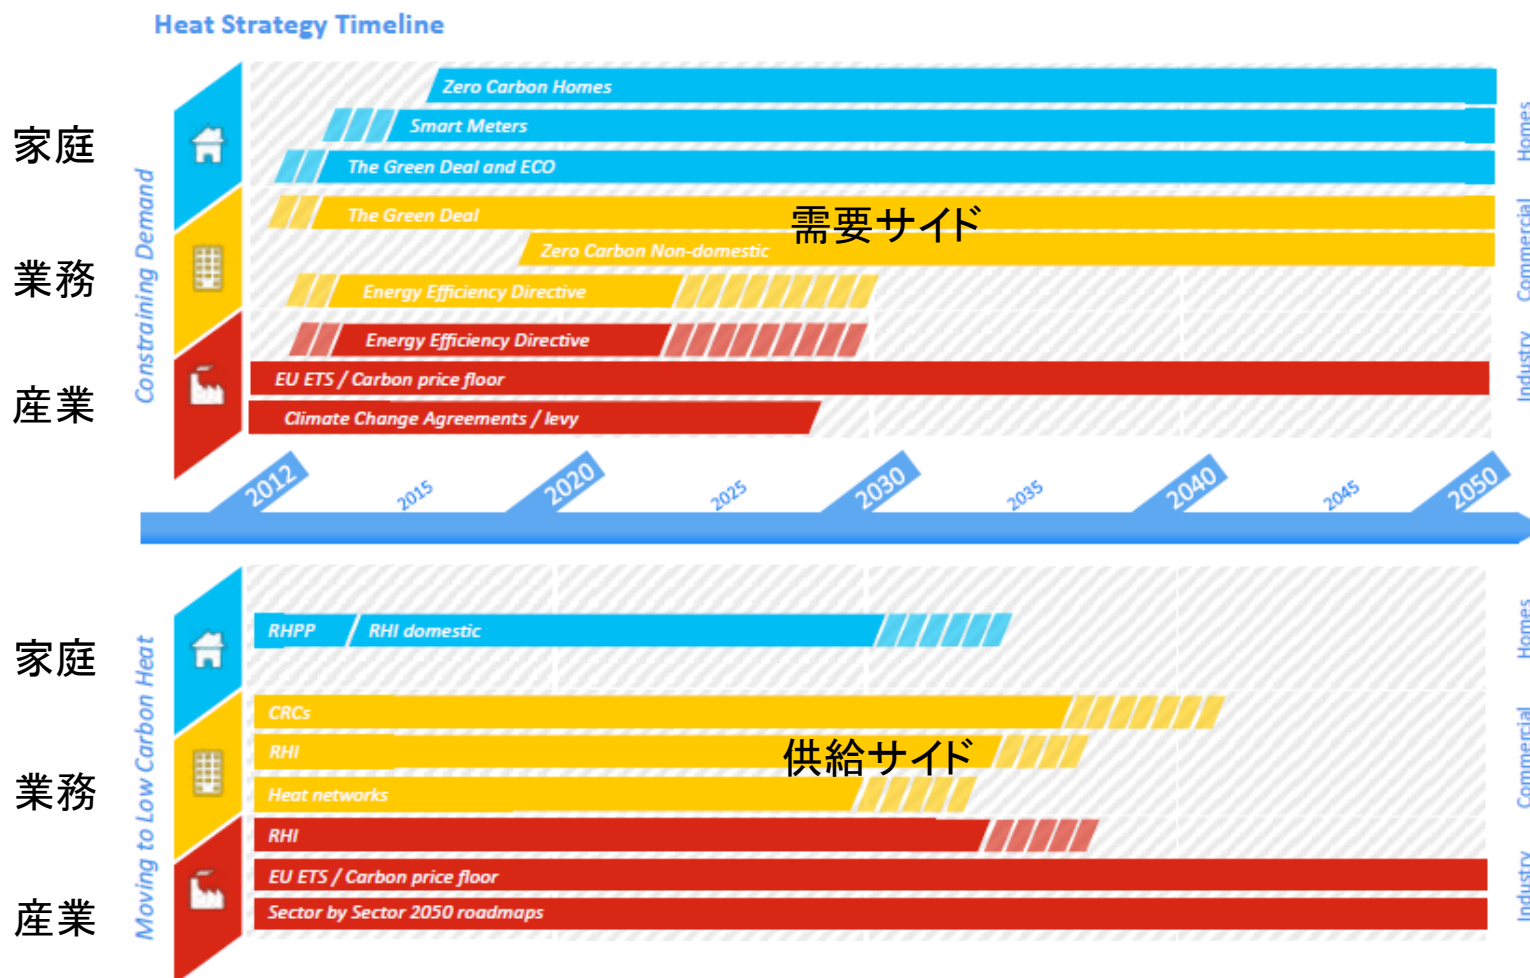 Heat Strategy Timeline
家庭
業務
産業
Constraining Demand
Zero Carbon Homes
Smart Meters
The Green Deal and ECO
The Green Deal
需要サイド
Zero Carbon Non-domestic
Energy Efficiency Directive
Energy Efficiency Directive
EU ETS / Carbon price floor
Climate Change Agreements / levy
Homes
Commercial
Industry
2012
2015
2020
2025
2030
2035
2040
2045
2050
家庭
業務
産業
Moving to Low Carbon Heat
RHPP
RHI domestic
CRCs
RHI
供給サイド
Heat networks
RHI
EU ETS / Carbon price floor
Sector by Sector 2050 roadmaps
Homes
Commercial
Industry